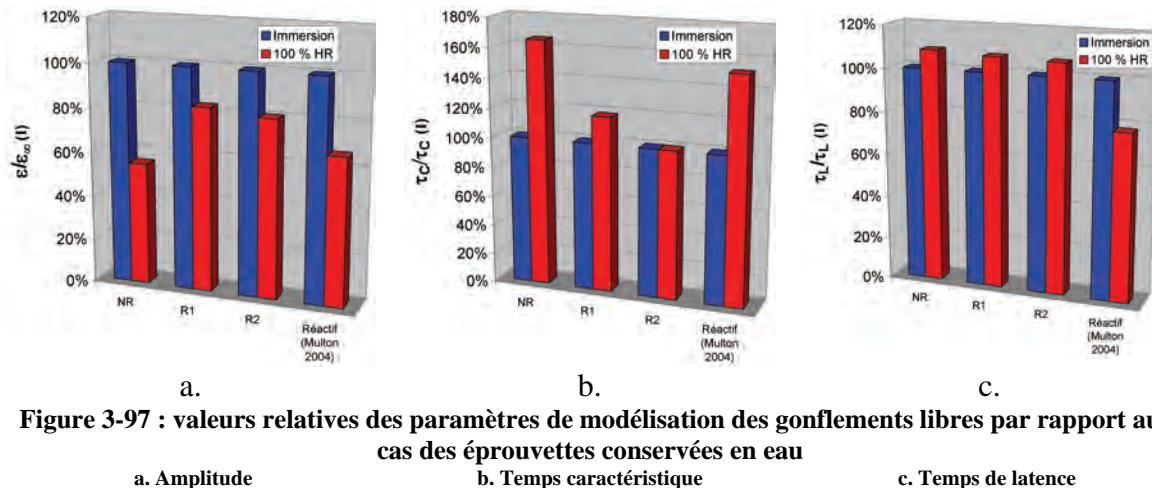 120%
100%
80%
60%
40%
20%
0%
ε/ε∞ (I)
Immersion
100 % HR
NR
R1
R2
Réactif
(Multon
2004)
a.
180%
160%
140%
120%
100%
80%
60%
40%
20%
0%
τC/τC (I)
Immersion
100 % HR
NR
R1
R2
Réactif
(Multon
2004)
b.
120%
100%
80%
60%
40%
20%
0%
τL/τL (I)
Immersion
100 % HR
NR
R1
R2
Réactif
(Multon
2004)
c.
Figure 3-97 : valeurs relatives des paramètres de modélisation des gonflements libres par rapport au
cas des éprouvettes conservées en eau
a. Amplitude b. Temps caractéristique c. Temps de latence